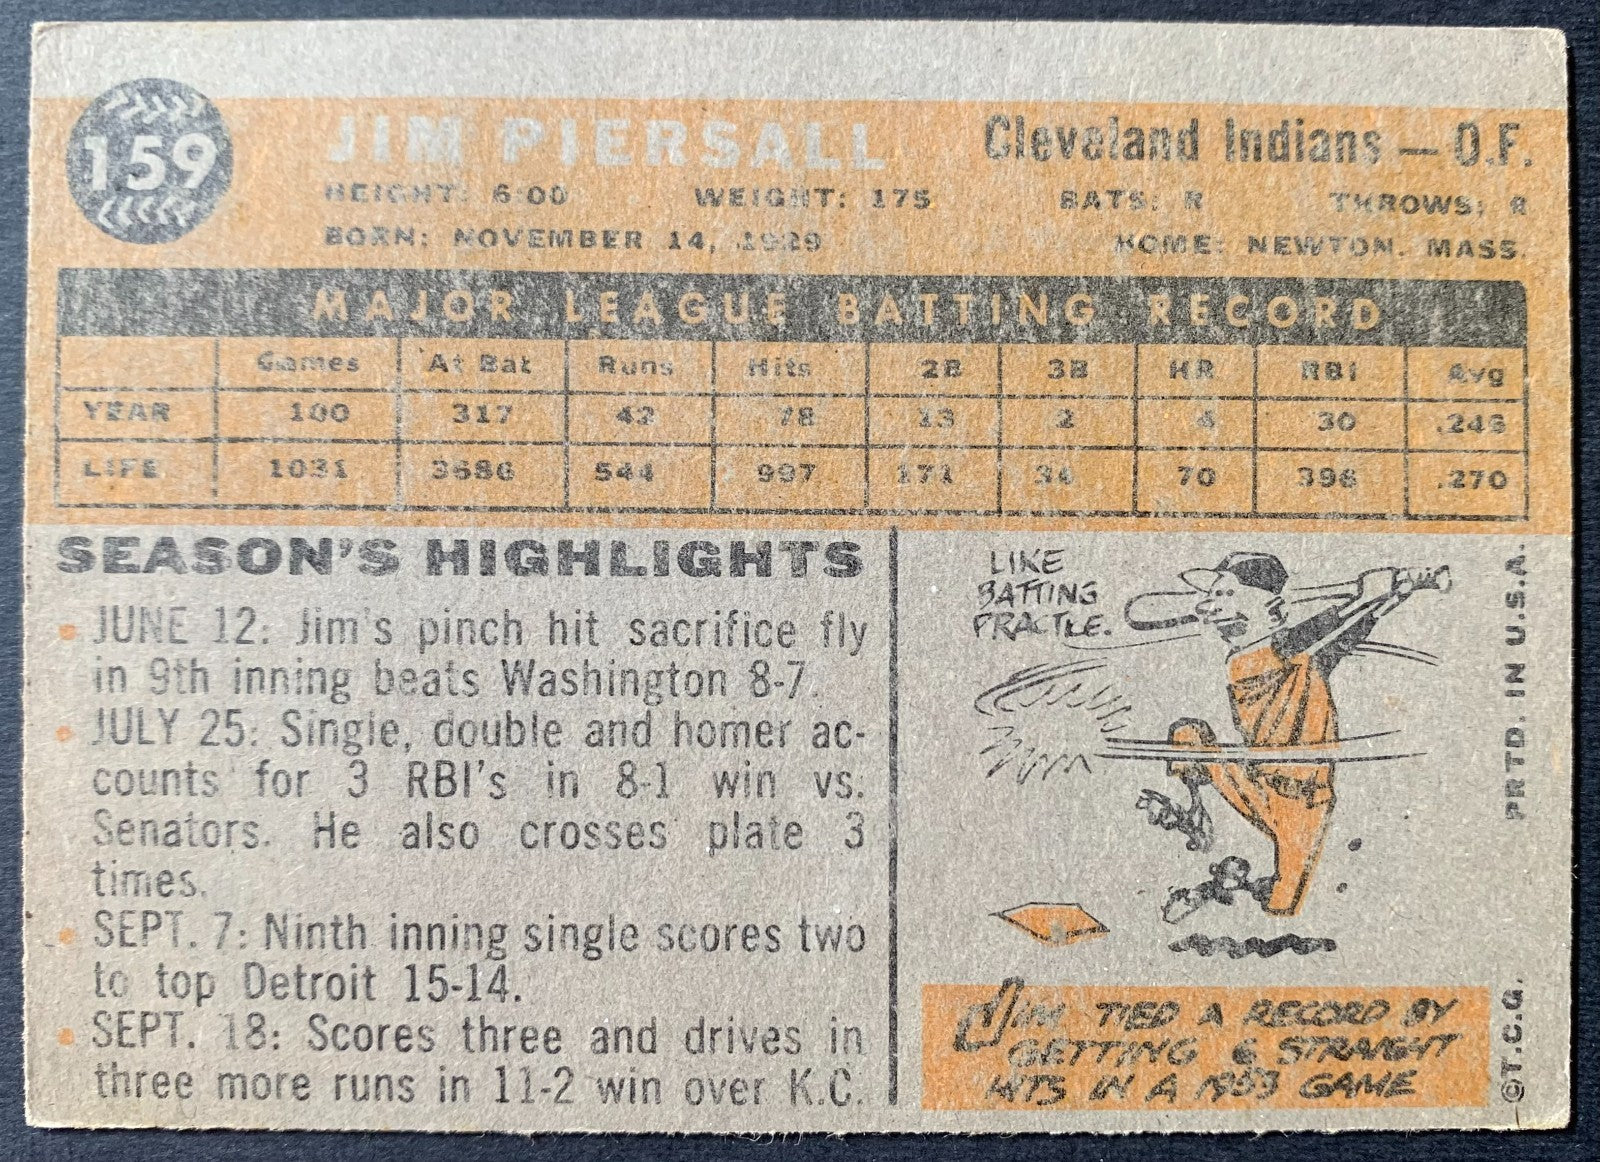 159
JIM PIERSALL
Cleveland Indians — O.F.
HEIGHT: 6:00 WEIGHT: 175 BATS: R THROWS: R
BORN: NOVEMBER 14, 1929 HOME: NEWTON, MASS.
MAJOR LEAGUE BATTING RECORD
Games At Bat Runs Hits 2B 3B HR RBI Avg
YEAR 100 317 42 78 13 2 4 30 .246
LIFE 1031 3686 544 997 171 34 70 396 .270
SEASON'S HIGHLIGHTS
• JUNE 12: Jim's pinch hit sacrifice fly
in 9th inning beats Washington 8-7.
• JULY 25: Single, double and homer ac-
counts for 3 RBI's in 8-1 win vs.
Senators. He also crosses plate 3
times.
• SEPT. 7: Ninth inning single scores two
to top Detroit 15-14.
• SEPT. 18: Scores three and drives in
three more runs in 11-2 win over K.C.
LIKE
BATTING
PRACTICE.
JIM TIED A RECORD BY
GETTING 6 STRAIGHT
HITS IN A 1953 GAME
©T.C.G. PRTD. IN U.S.A.